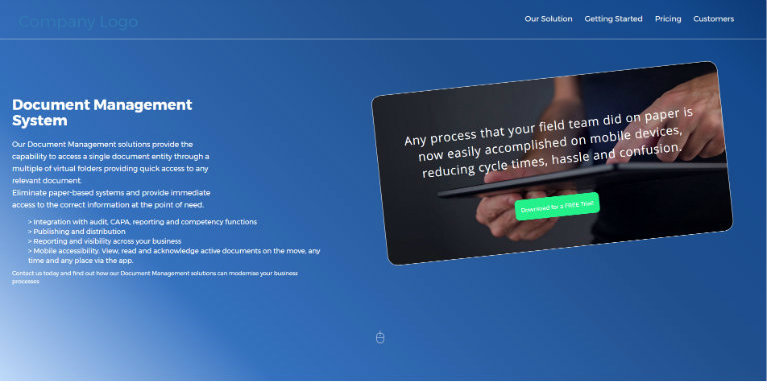 Company Logo
Our Solution Getting Started Pricing Customers
Document Management
System
Our Document Management solutions provide the
capability to access a single document entity through a
multiple of virtual folders providing quick access to any
relevant document.
Eliminate paper-based systems and provide immediate
access to the correct information at the point of need.
> Integration with audit, CAPA, reporting and competency functions
> Publishing and distribution
> Reporting and visibility across your business
> Mobile accessibility. View, read and acknowledge active documents on the move, any
time and any place via the app.
Contact us today and find out how our Document Management solutions can modernise your business
processes
Any process that your field team did on paper is
now easily accomplished on mobile devices,
reducing cycle times, hassle and confusion.
Download for a FREE Trial!